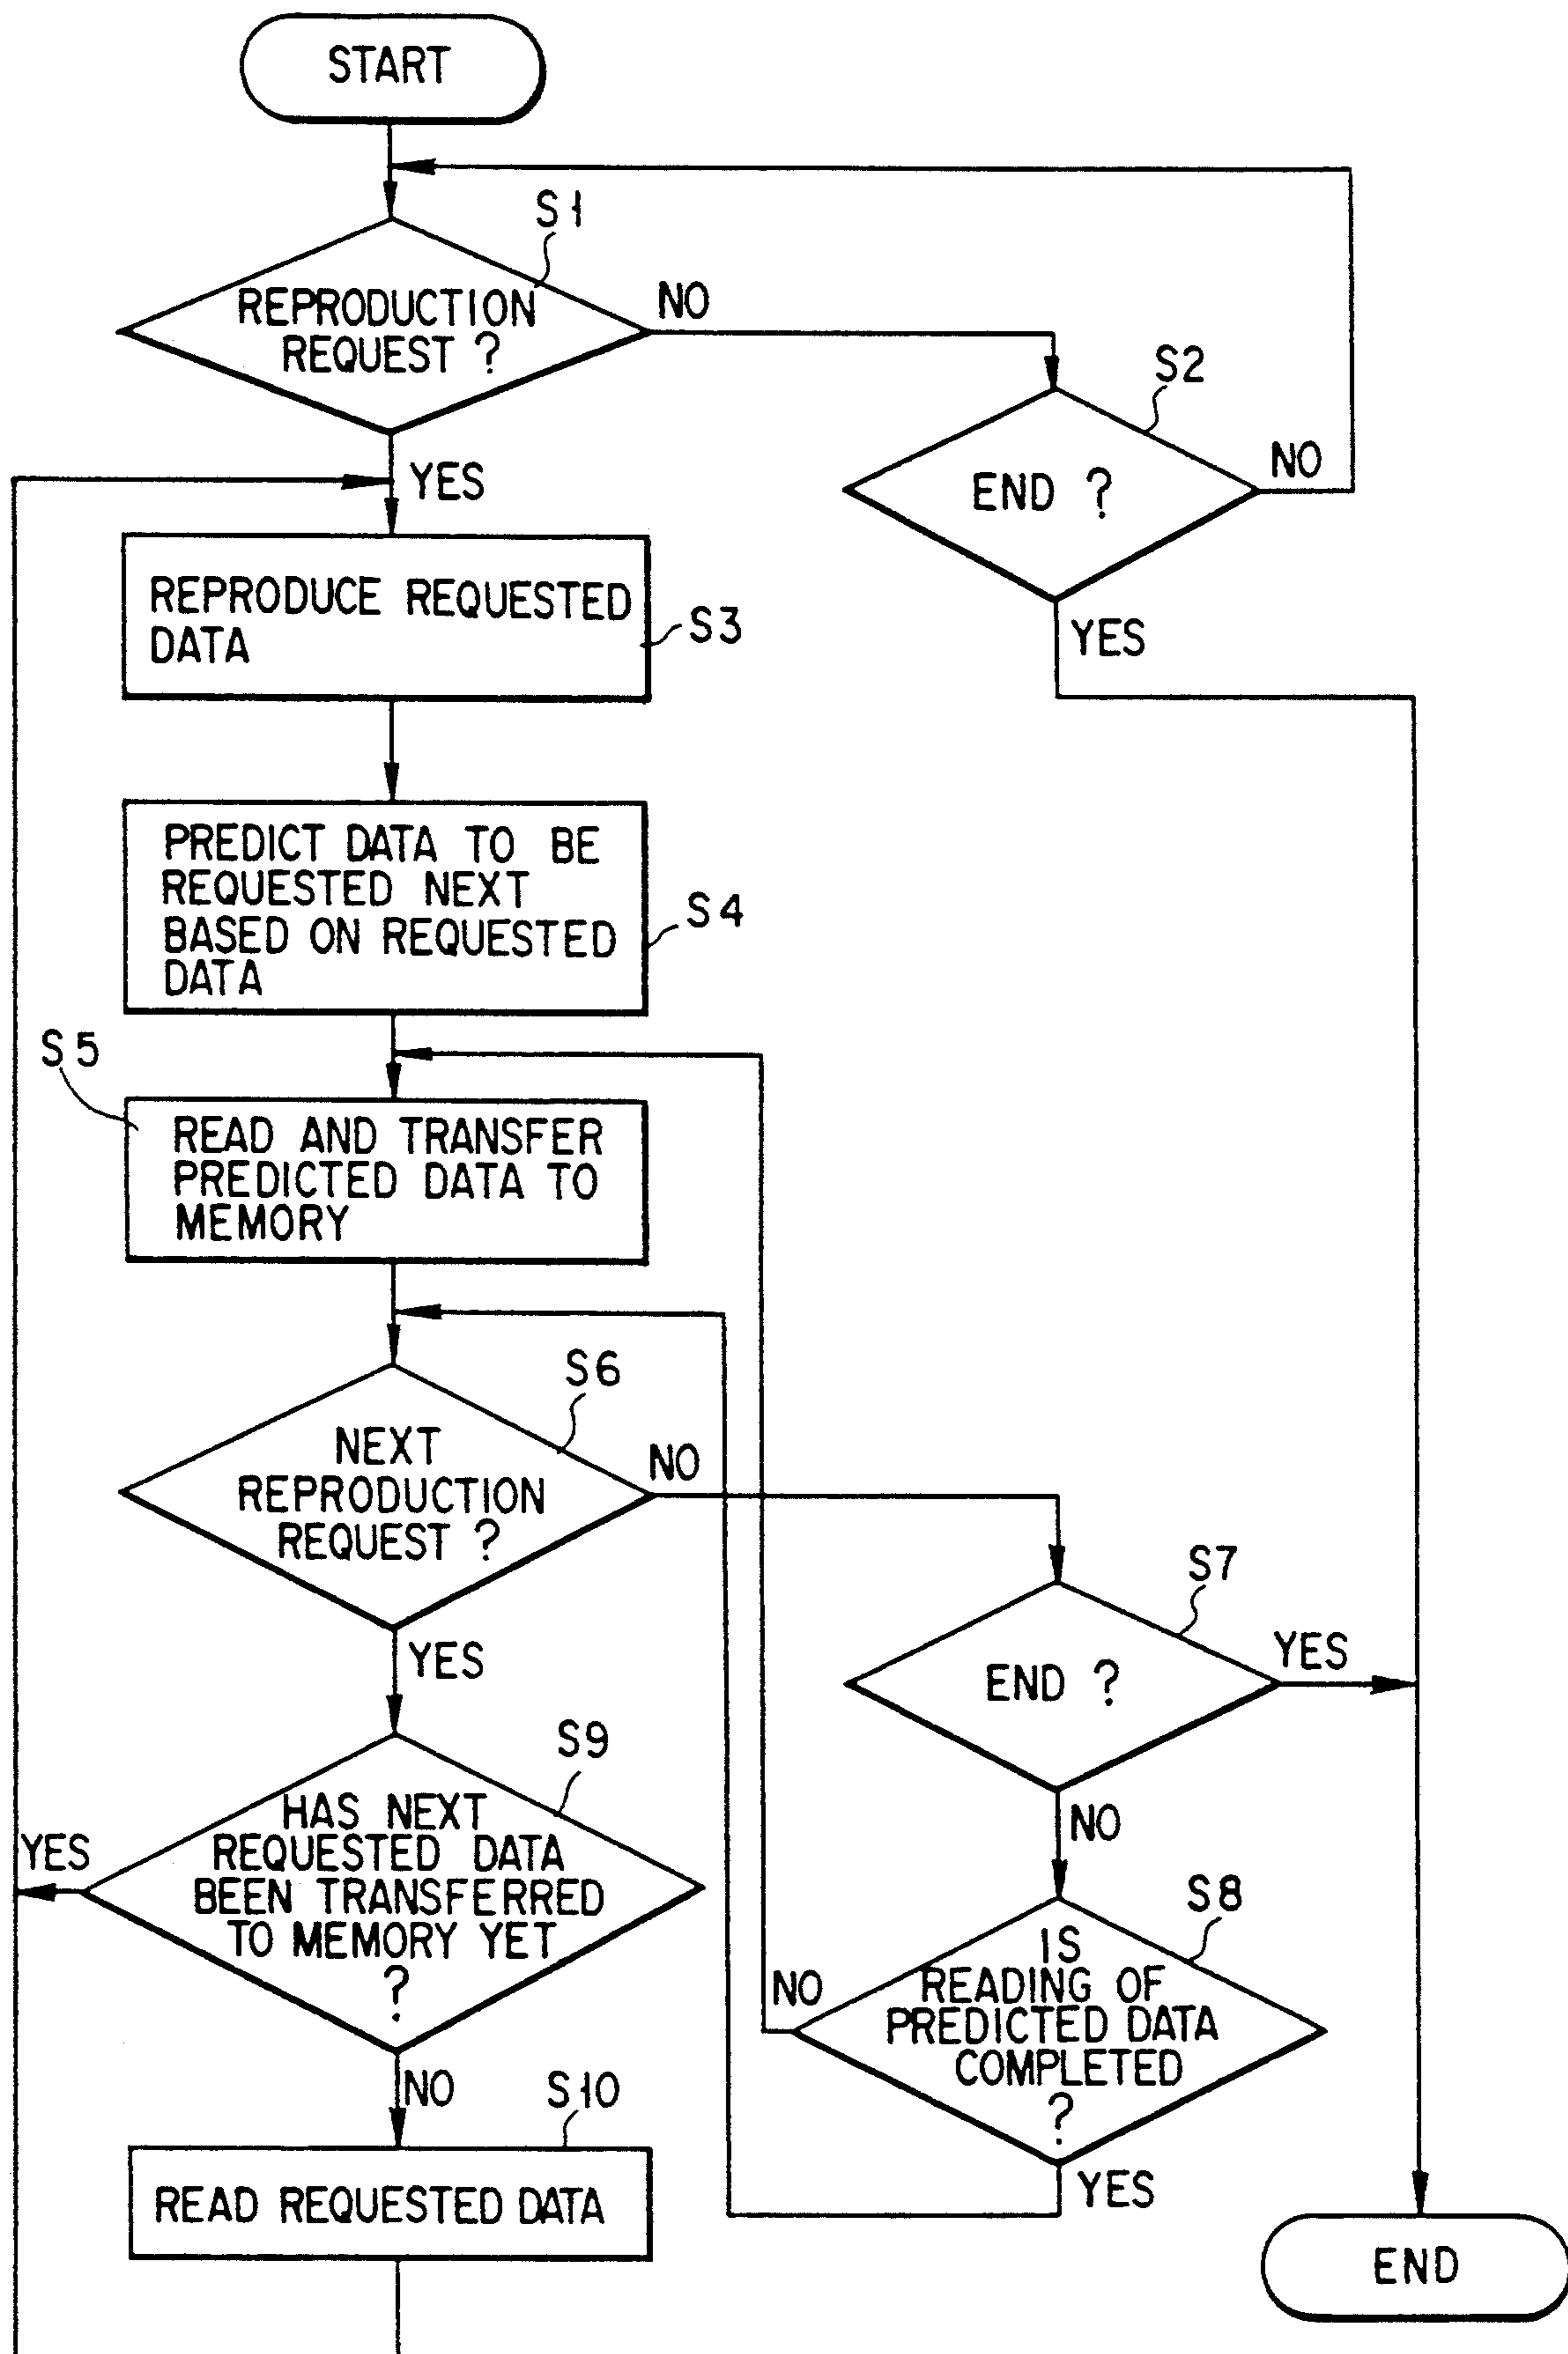 START
S1
REPRODUCTION
REQUEST ?
NO
S2
END ?
NO
YES
YES
REPRODUCE REQUESTED
DATA
S3
PREDICT DATA TO BE
REQUESTED NEXT
BASED ON REQUESTED
DATA
S4
S5
READ AND TRANSFER
PREDICTED DATA TO
MEMORY
S6
NEXT
REPRODUCTION
REQUEST ?
NO
S7
END ?
YES
NO
YES
S9
HAS NEXT
REQUESTED DATA
BEEN TRANSFERRED
TO MEMORY YET
?
YES
NO
S8
IS
READING OF
PREDICTED DATA
COMPLETED
?
NO
YES
S10
READ REQUESTED DATA
END